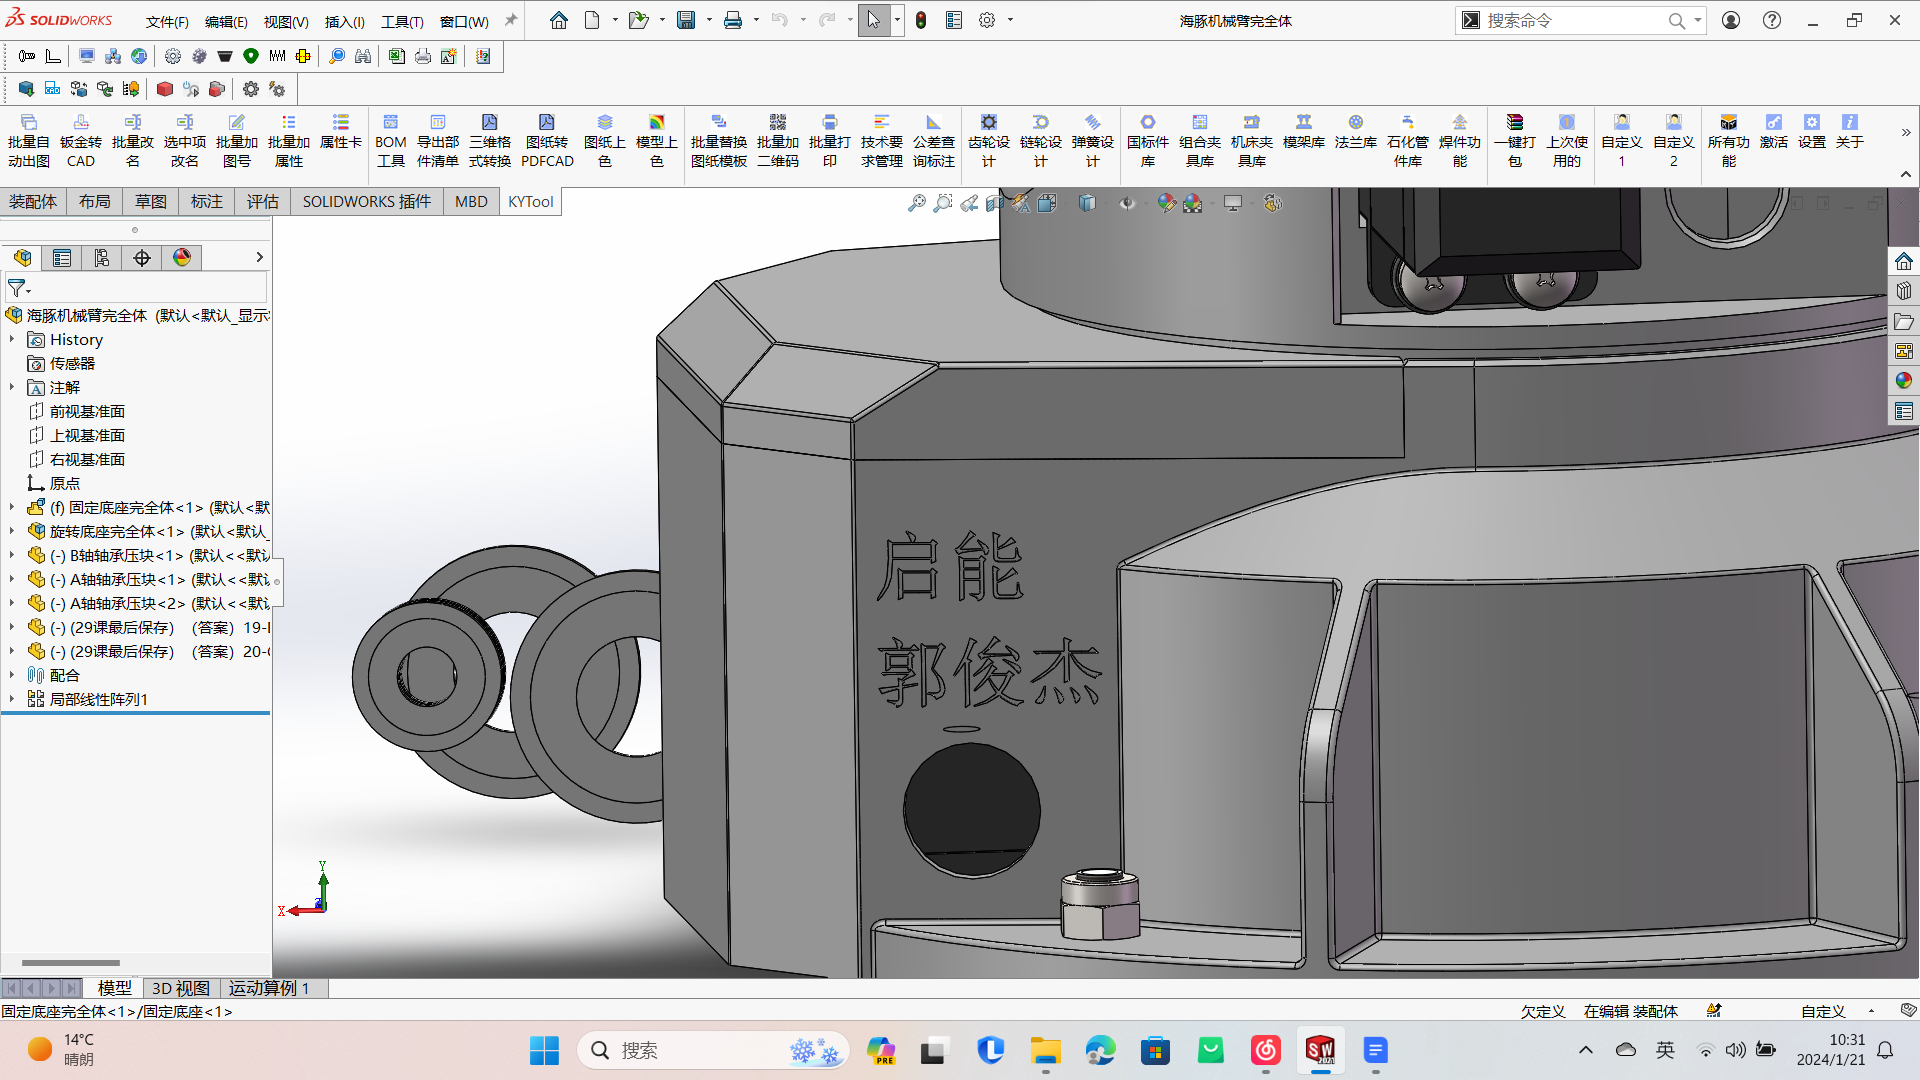 SOLIDWORKS 文件(F) 编辑(E) 视图(V) 插入(I) 工具(T) 窗口(W) 海豚机械臂完全体 搜索命令
批量自动出图 钣金转CAD 批量改名 选中项改名 批量加图号 批量加属性 属性卡 BOM工具 导出部件清单 三维格式转换 图纸转PDFCAD 图纸上色 模型上色 批量替换图纸模板 批量加二维码 批量打印 技术要求管理 公差查询标注 齿轮设计 链轮设计 弹簧设计 国标件库 组合夹具库 机床夹具库 模架库 法兰库 石化管件库 焊件功能 一键打包 上次使用的 自定义1 自定义2 所有功能 激活 设置 关于
装配体 布局 草图 标注 评估 SOLIDWORKS 插件 MBD KYTool
海豚机械臂完全体 (默认<默认_显示
History
传感器
注解
前视基准面
上视基准面
右视基准面
原点
(f) 固定底座完全体<1> (默认<默
旋转底座完全体<1> (默认<默认_
(-) B轴轴承压块<1> (默认<<默认
(-) A轴轴承压块<1> (默认<<默认
(-) A轴轴承压块<2> (默认<<默认
(-) (29课最后保存) (答案) 19-
(-) (29课最后保存) (答案) 20-
配合
局部线性阵列1
启能
郭俊杰
Y
X
Z
模型 3D 视图 运动算例 1
固定底座完全体<1>/固定底座<1> 欠定义 在编辑 装配体 自定义
14°C
晴朗
搜索
PRE
SW
2021
英
10:31
2024/1/21